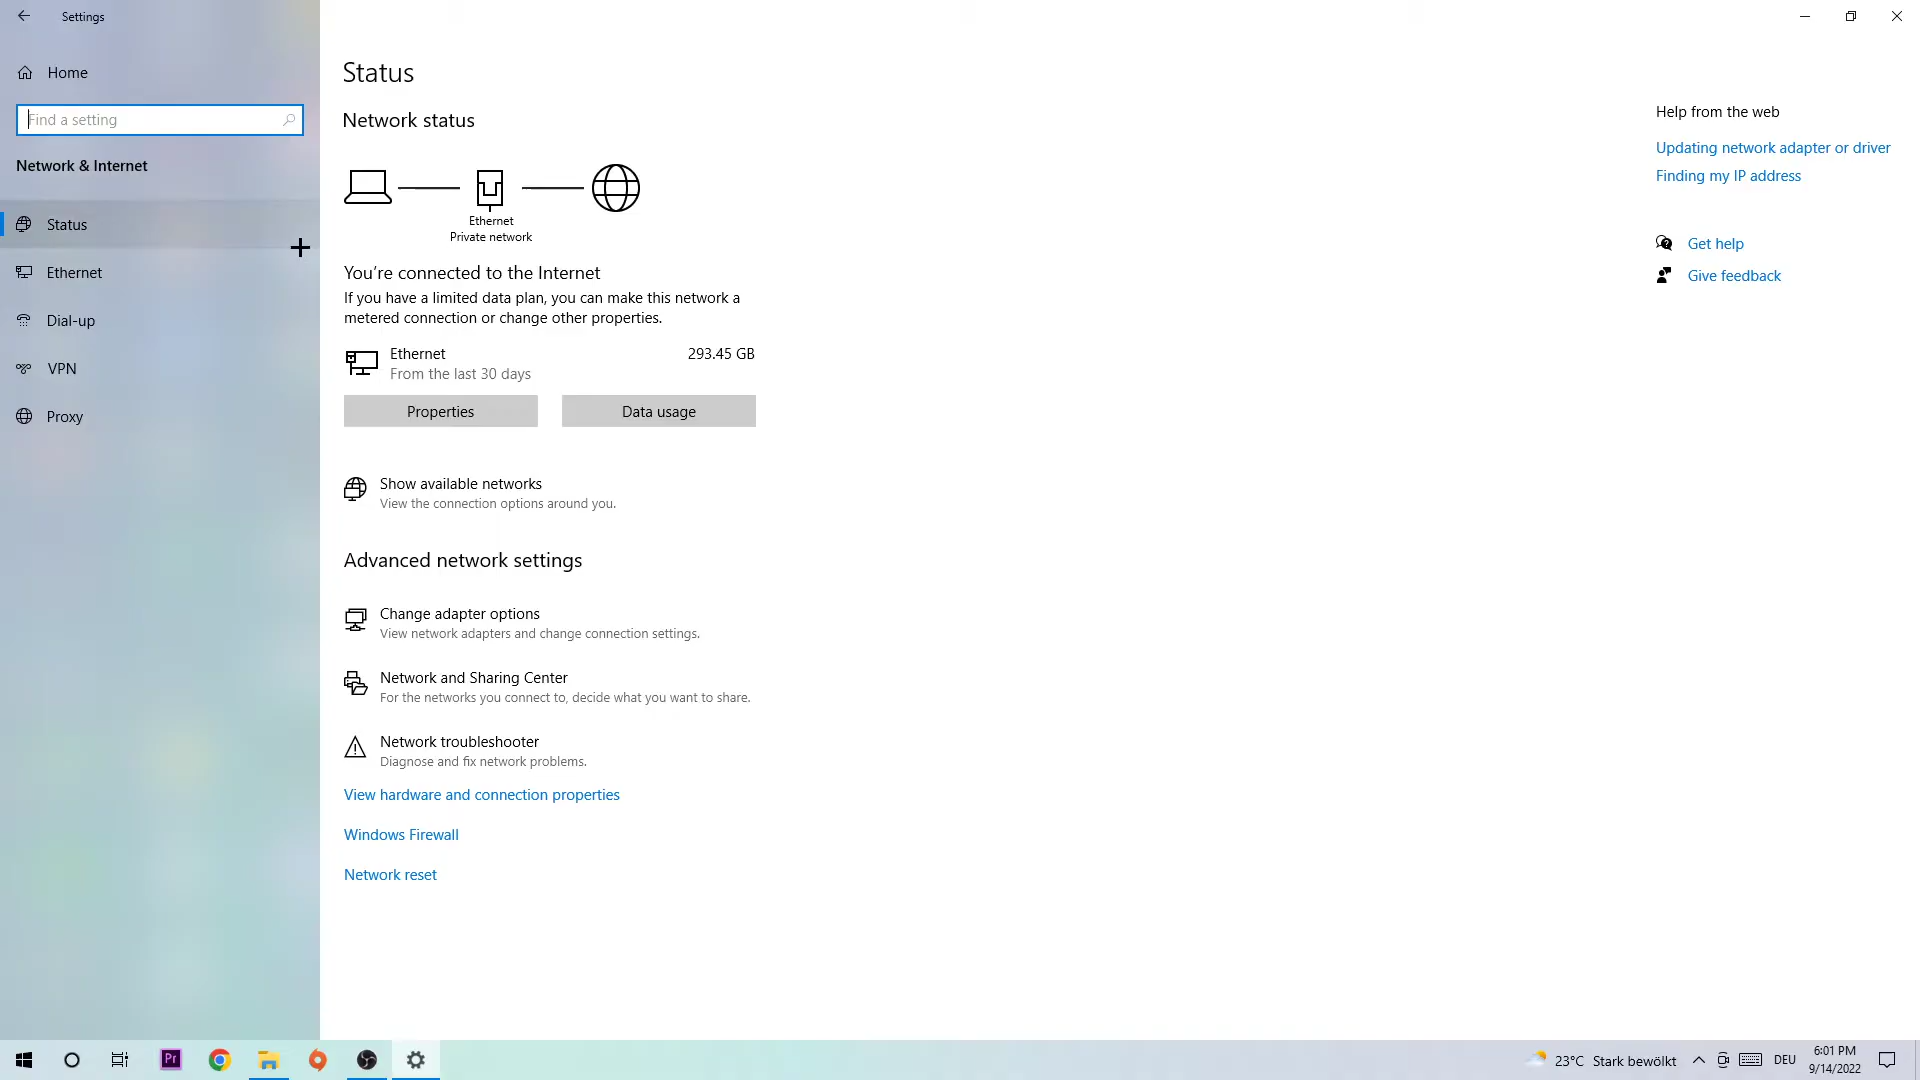 Settings
Home
Find a setting
Network & Internet
Status
Ethernet
Dial-up
VPN
Proxy
Status
Network status
Ethernet
Private network
You're connected to the Internet
If you have a limited data plan, you can make this network a
metered connection or change other properties.
Ethernet 293.45 GB
From the last 30 days
Properties Data usage
Show available networks
View the connection options around you.
Advanced network settings
Change adapter options
View network adapters and change connection settings.
Network and Sharing Center
For the networks you connect to, decide what you want to share.
Network troubleshooter
Diagnose and fix network problems.
View hardware and connection properties
Windows Firewall
Network reset
Help from the web
Updating network adapter or driver
Finding my IP address
Get help
Give feedback
Pr
23°C Stark bewölkt
DEU
6:01 PM
9/14/2022